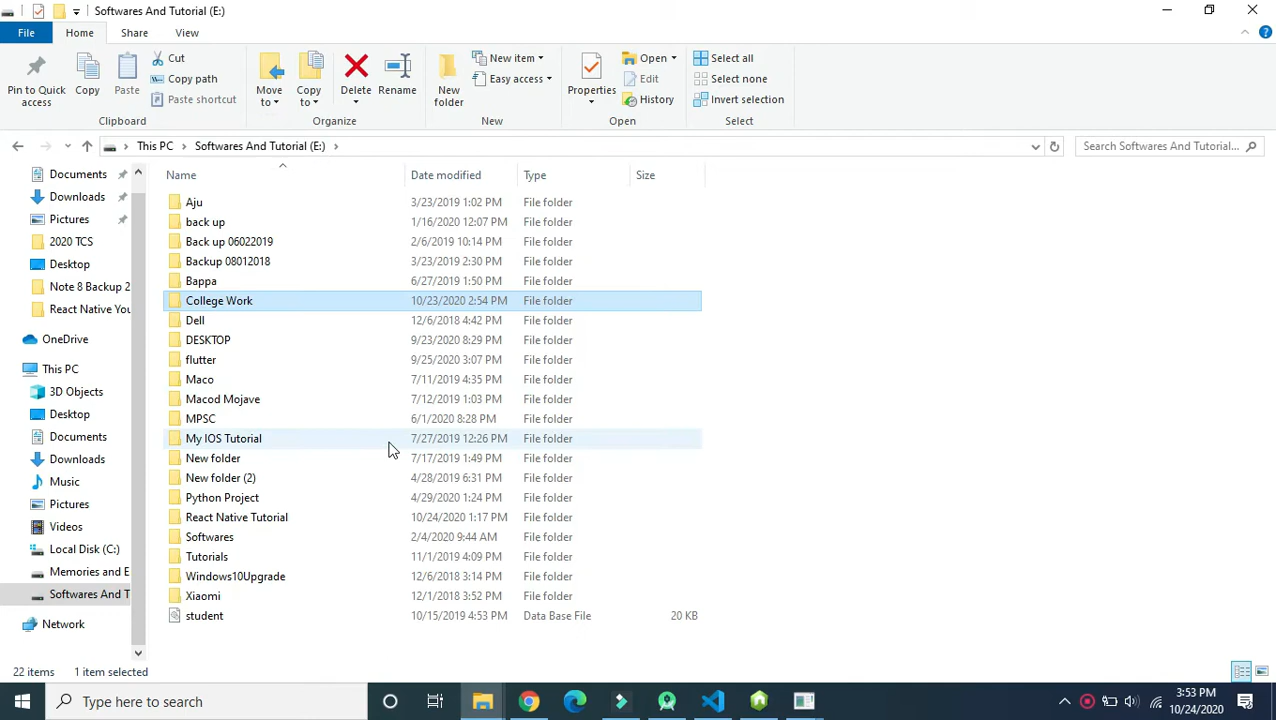 Softwares And Tutorial (E:)
File Home Share View
Pin to Quick access
Copy
Paste
Cut
Copy path
Paste shortcut
Move to
Copy to
Delete
Rename
New folder
New item
Easy access
Properties
Open
Edit
History
Select all
Select none
Invert selection
Clipboard Organize New Open Select
This PC Softwares And Tutorial (E:)
Search Softwares And Tutorial...
Documents
Downloads
Pictures
2020 TCS
Desktop
Note 8 Backup 2
React Native You
OneDrive
This PC
3D Objects
Desktop
Documents
Downloads
Music
Pictures
Videos
Local Disk (C:)
Memories and E
Softwares And T
Network
Name Date modified Type Size
Aju 3/23/2019 1:02 PM File folder
back up 1/16/2020 12:07 PM File folder
Back up 06022019 2/6/2019 10:14 PM File folder
Backup 08012018 3/23/2019 2:30 PM File folder
Bappa 6/27/2019 1:50 PM File folder
College Work 10/23/2020 2:54 PM File folder
Dell 12/6/2018 4:42 PM File folder
DESKTOP 9/23/2020 8:29 PM File folder
flutter 9/25/2020 3:07 PM File folder
Maco 7/11/2019 4:35 PM File folder
Macod Mojave 7/12/2019 1:03 PM File folder
MPSC 6/1/2020 8:28 PM File folder
My IOS Tutorial 7/27/2019 12:26 PM File folder
New folder 7/17/2019 1:49 PM File folder
New folder (2) 4/28/2019 6:31 PM File folder
Python Project 4/29/2020 1:24 PM File folder
React Native Tutorial 10/24/2020 1:17 PM File folder
Softwares 2/4/2020 9:44 AM File folder
Tutorials 11/1/2019 4:09 PM File folder
Windows10Upgrade 12/6/2018 3:14 PM File folder
Xiaomi 12/1/2018 3:52 PM File folder
student 10/15/2019 4:53 PM Data Base File 20 KB
22 items 1 item selected
Type here to search
3:53 PM
10/24/2020